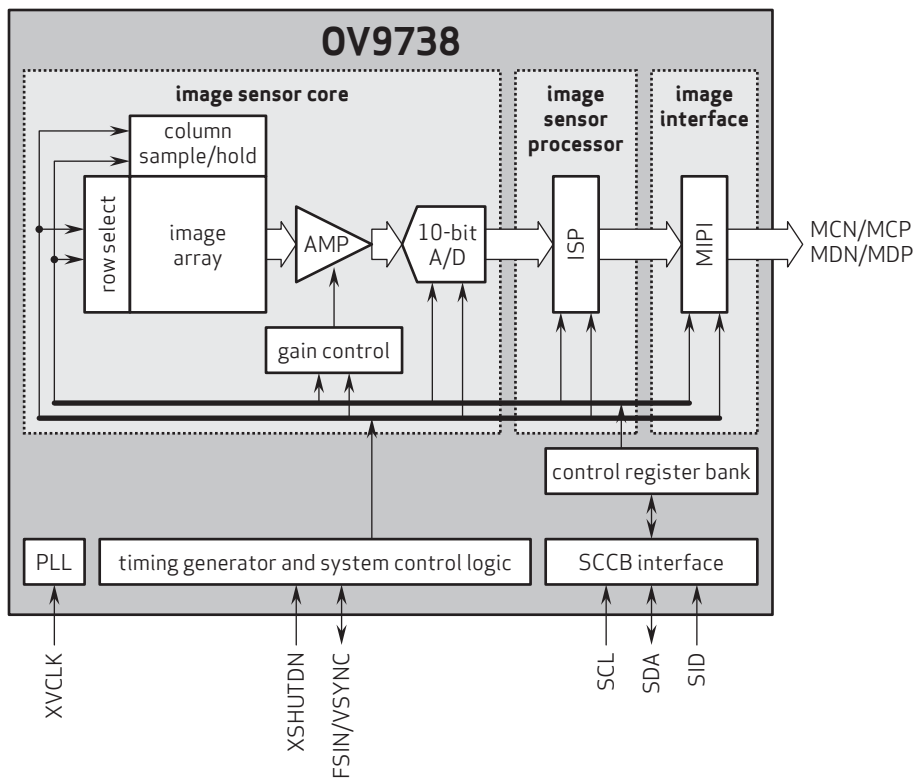 OV9738
image sensor core
image
sensor
processor
image
interface
column
sample/hold
row select
image
array
AMP
10-bit
A/D
ISP
MIPI
MCN/MCP
MDN/MDP
gain control
control register bank
PLL
timing generator and system control logic
SCCB interface
XVCLK
XSHUTDN
FSIN/VSYNC
SCL
SDA
SID